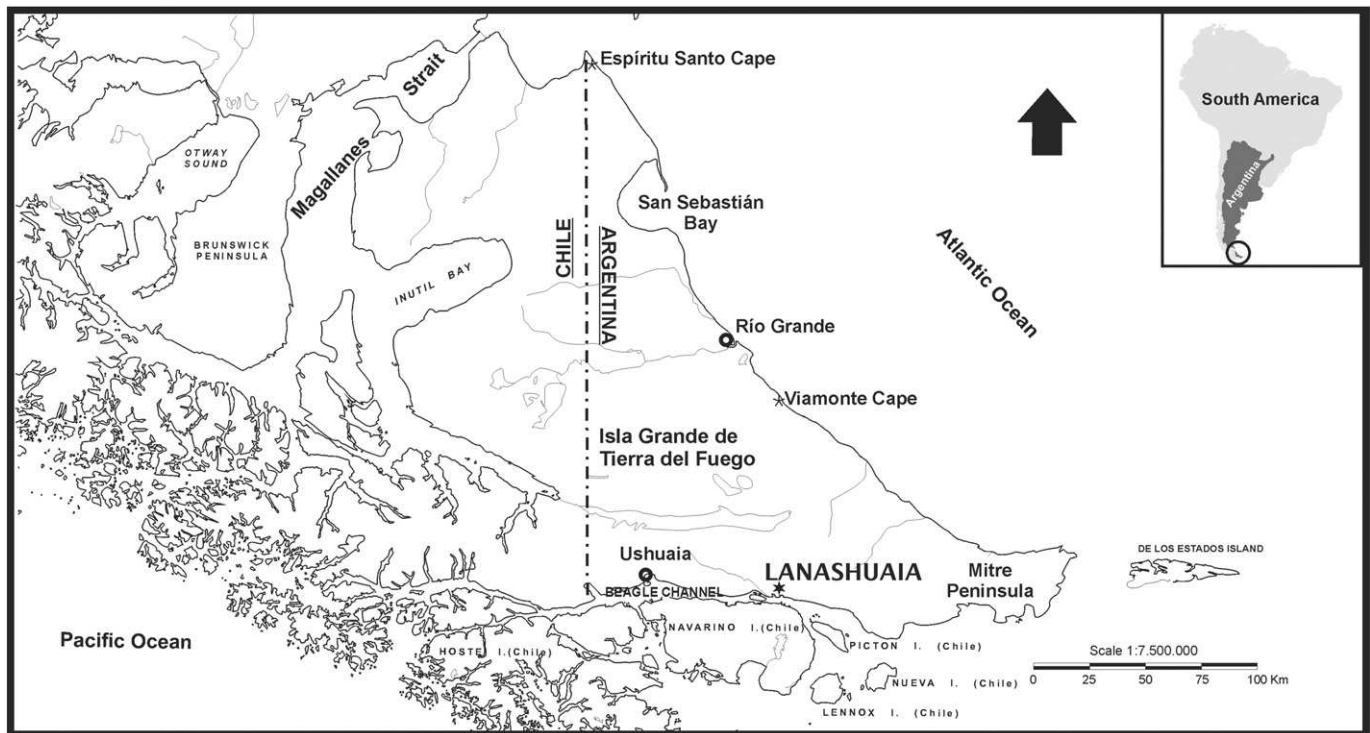 Espíritu Santo Cape
South America
Argentina
Strait
Magallanes
OTWAY
SOUND
BRUNSWICK
PENINSULA
INUTIL BAY
CHILE
ARGENTINA
San Sebastián
Bay
Atlantic Ocean
Río Grande
Viamonte Cape
Isla Grande de
Tierra del Fuego
Ushuaia
BEAGLE CHANNEL
LANASHUAIA
Mitre
Peninsula
DE LOS ESTADOS ISLAND
Pacific Ocean
HOSTE I.(Chile)
NAVARINO I.(Chile)
PICTON I. (Chile)
NUEVA I. (Chile)
LENNOX I. (Chile)
Scale 1:7.500.000
0 25 50 75 100 Km